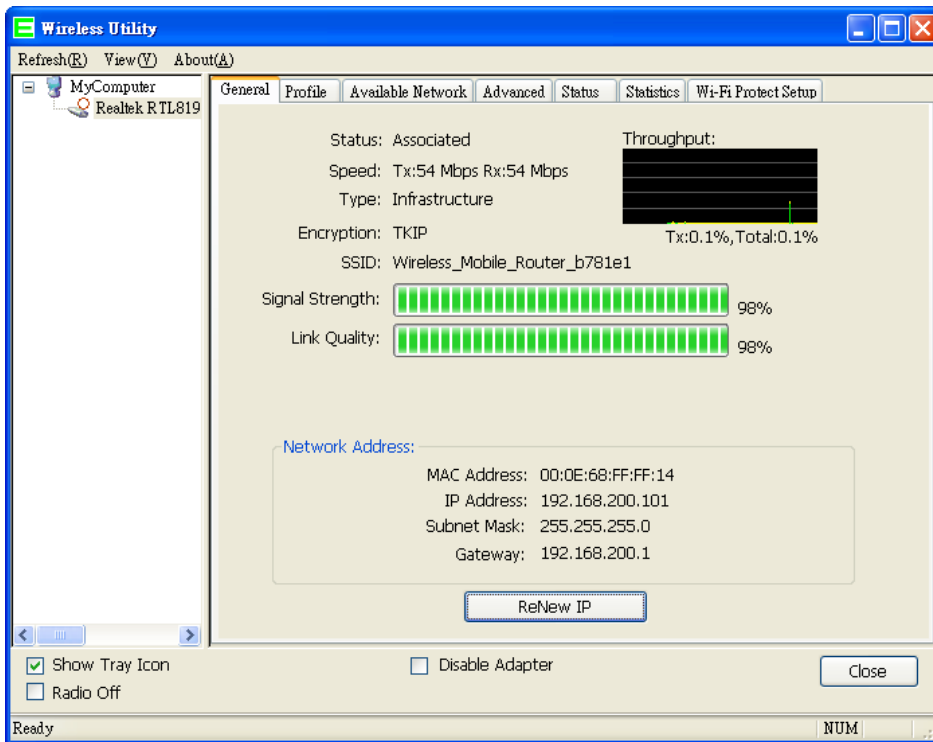 Wireless Utility
Refresh(R) View(V) About(A)
MyComputer
Realtek RTL819
General Profile Available Network Advanced Status Statistics Wi-Fi Protect Setup
Status: Associated
Throughput:
Speed: Tx:54 Mbps Rx:54 Mbps
Type: Infrastructure
Encryption: TKIP
Tx:0.1%,Total:0.1%
SSID: Wireless_Mobile_Router_b781e1
Signal Strength: 98%
Link Quality: 98%
Network Address:
MAC Address: 00:0E:68:FF:FF:14
IP Address: 192.168.200.101
Subnet Mask: 255.255.255.0
Gateway: 192.168.200.1
ReNew IP
Show Tray Icon
Disable Adapter
Close
Radio Off
Ready NUM